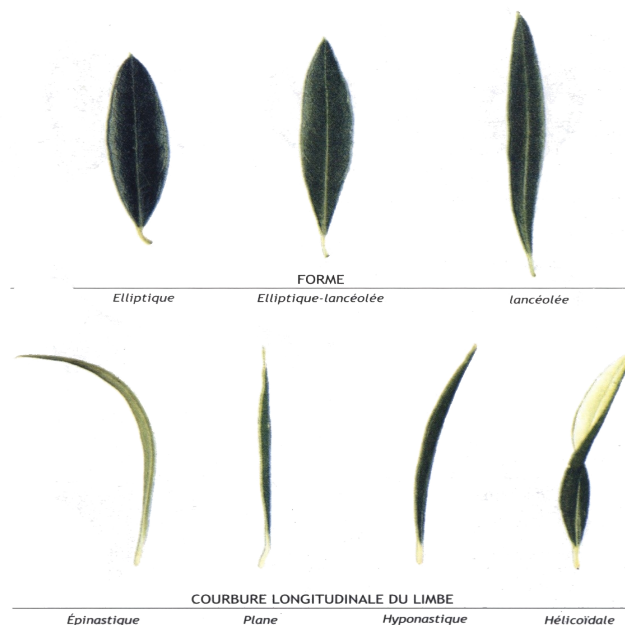 FORME
Elliptique Elliptique-lancéolée lancéolée
COURBURE LONGITUDINALE DU LIMBE
Épinastique Plane Hyponastique Hélicoïdale